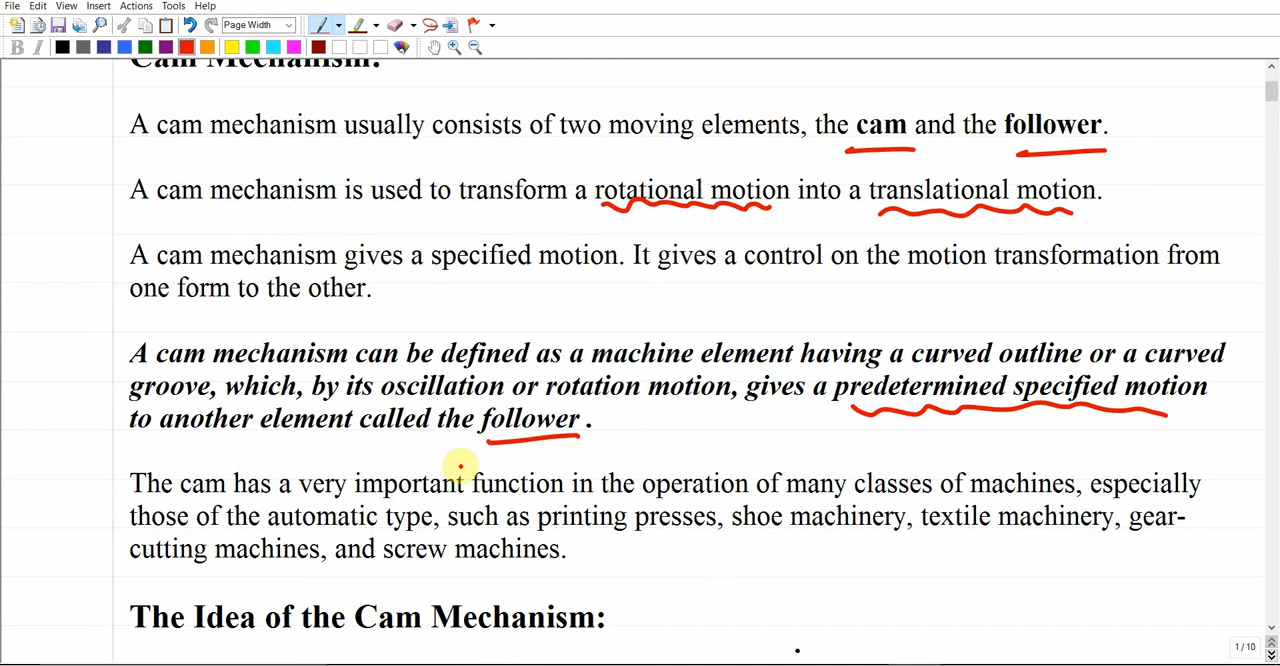 File Edit View Insert Actions Tools Help
Page Width
B I
Cam Mechanism:
A cam mechanism usually consists of two moving elements, the cam and the follower.
A cam mechanism is used to transform a rotational motion into a translational motion.
A cam mechanism gives a specified motion. It gives a control on the motion transformation from
one form to the other.
A cam mechanism can be defined as a machine element having a curved outline or a curved
groove, which, by its oscillation or rotation motion, gives a predetermined specified motion
to another element called the follower .
The cam has a very important function in the operation of many classes of machines, especially
those of the automatic type, such as printing presses, shoe machinery, textile machinery, gear-
cutting machines, and screw machines.
The Idea of the Cam Mechanism:
1 / 10